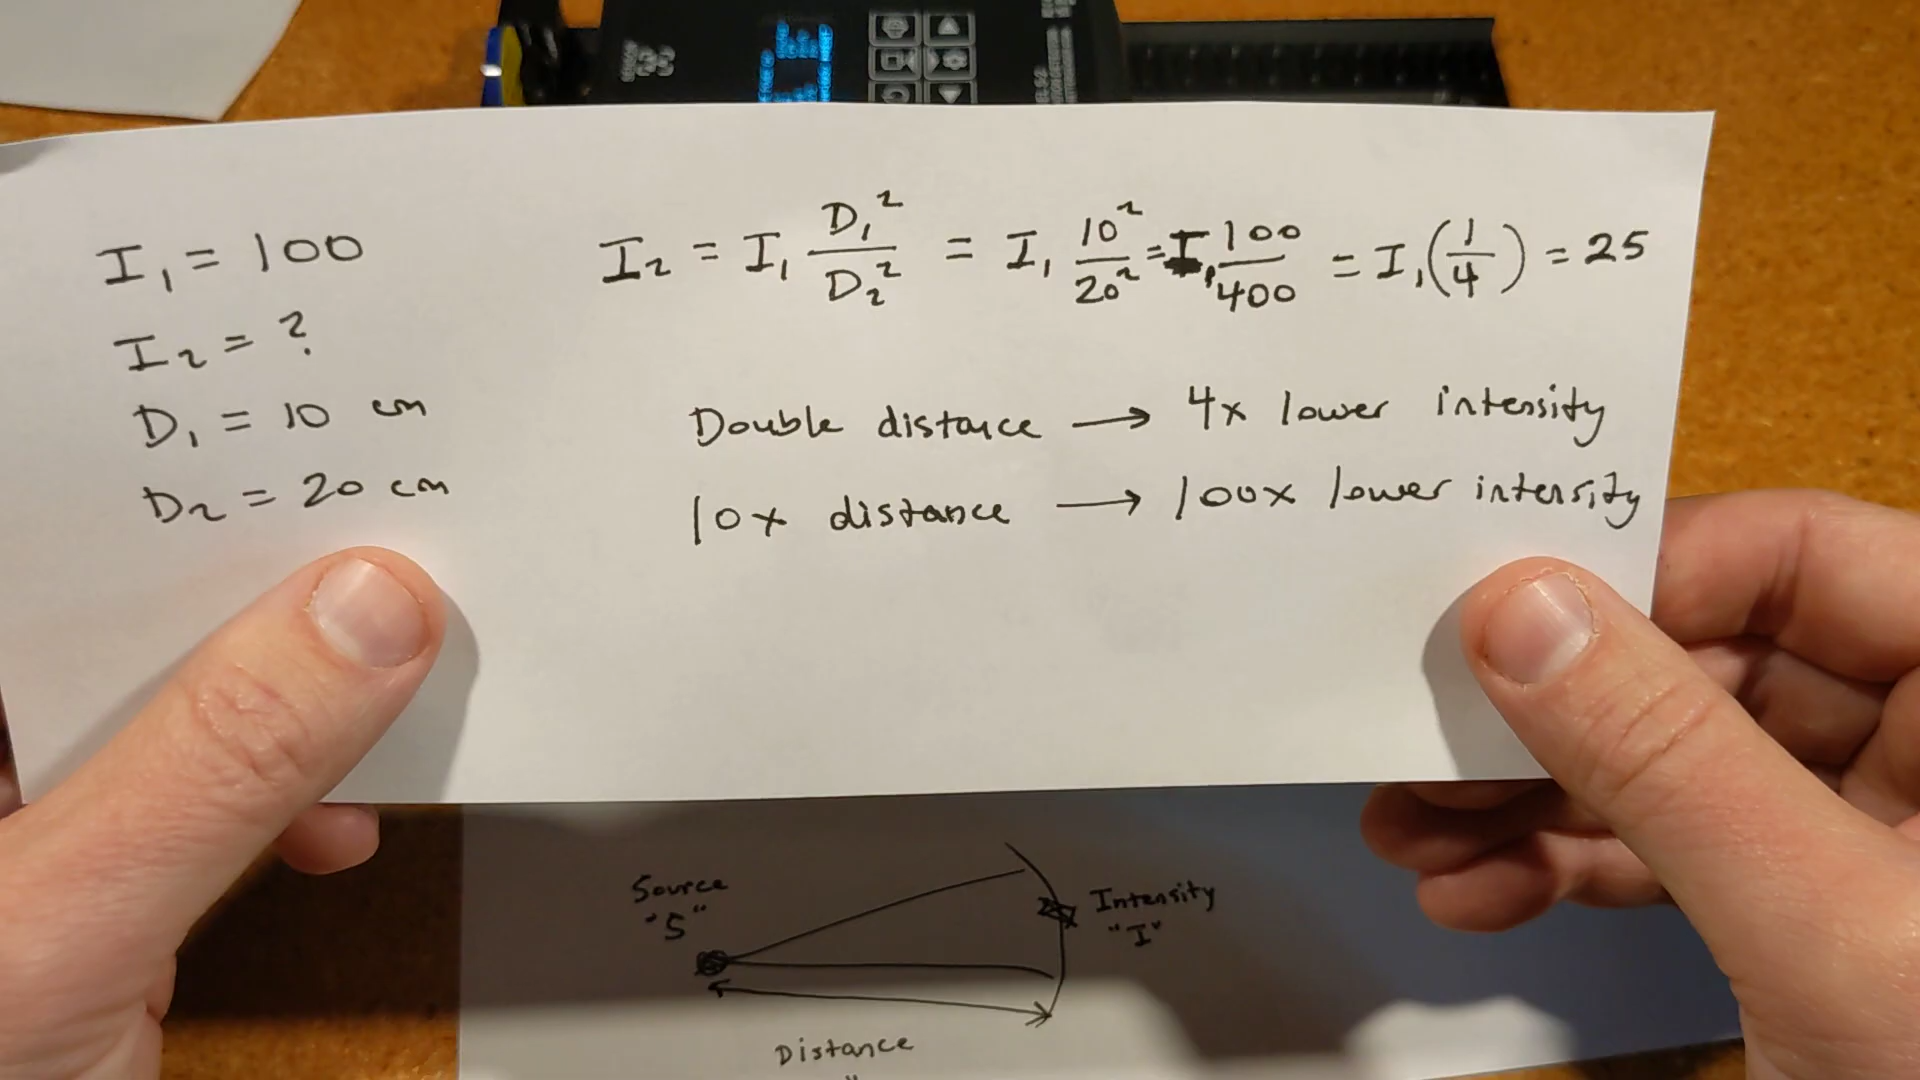 I₁ = 100
I₂ = ?
D₁ = 10 cm
D₂ = 20 cm
I₂ = I₁ D₁²/D₂² = I₁ 10²/20² = I₁ 100/400 = I₁(1/4) = 25
Double distance → 4x lower intensity
10x distance → 100x lower intensity
Source
"S"
Intensity
"I"
Distance